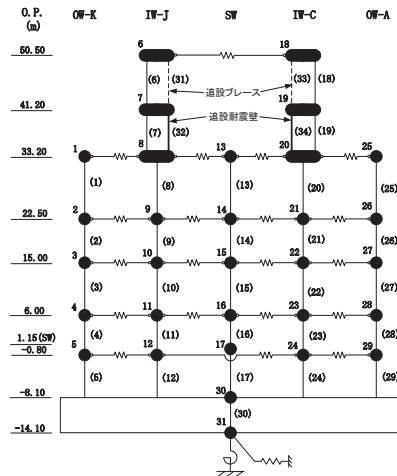 O.P. (m) OW-K IW-J SW IW-C OW-A
6 18
50.50
(6) (31) (33) (18)
追設ブレース
7 19
41.20
追設耐震壁
(7) (32) (34) (19)
1 8 13 20 25
33.20
(1) (8) (13) (20) (25)
2 9 14 21 26
22.50
(2) (9) (14) (21) (26)
3 10 15 22 27
15.00
(3) (10) (15) (22) (27)
4 11 16 23 28
6.00
(4) (11) (16) (23) (28)
1.15(SW)
5 12 17 24 29
-0.80
(5) (12) (17) (24) (29)
30
-8.10
(30)
31
-14.10